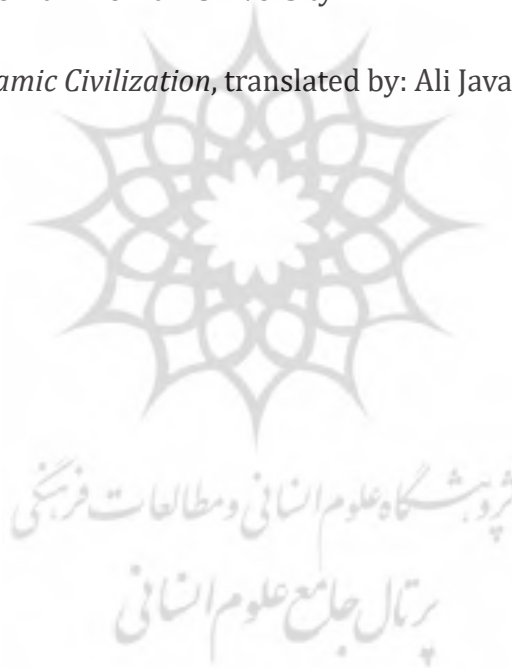 amic Civilization, translated by: Ali Java
پژوهشگاه علوم انسانی و مطالعات فرهنگی
پرتال جامع علوم انسانی